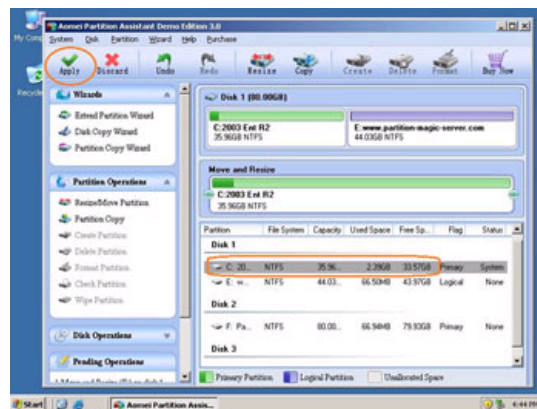 My Comp
Recycle
Aomei Partition Assistant Demo Edition 3.0
System Disk Partition Wizard Help Purchase
Apply Discard Undo Redo Resize Copy Create Delete Format Buy Now
Wizards
Extend Partition Wizard
Disk Copy Wizard
Partition Copy Wizard
Partition Operations
Resize/Move Partition
Partition Copy
Create Partition
Delete Partition
Format Partition
Check Partition
Wipe Partition
Disk Operations
Pending Operations
Disk 1 (80.00GB)
C:2003 Ent R2
35.96GB NTFS
E:www.partition-magic-server.com
44.03GB NTFS
Move and Resize
C:2003 Ent R2
35.96GB NTFS
Partition File System Capacity Used Space Free Sp... Flag Status
Disk 1
C: 20... NTFS 35.96... 2.39GB 33.57GB Primary System
E: w... NTFS 44.03... 66.50MB 43.97GB Logical None
Disk 2
F: Pa... NTFS 80.00... 66.94MB 79.93GB Primary None
Disk 3
Primary Partition Logical Partition Unallocated Space
Start
Aomei Partition Assis...
4:44 PM